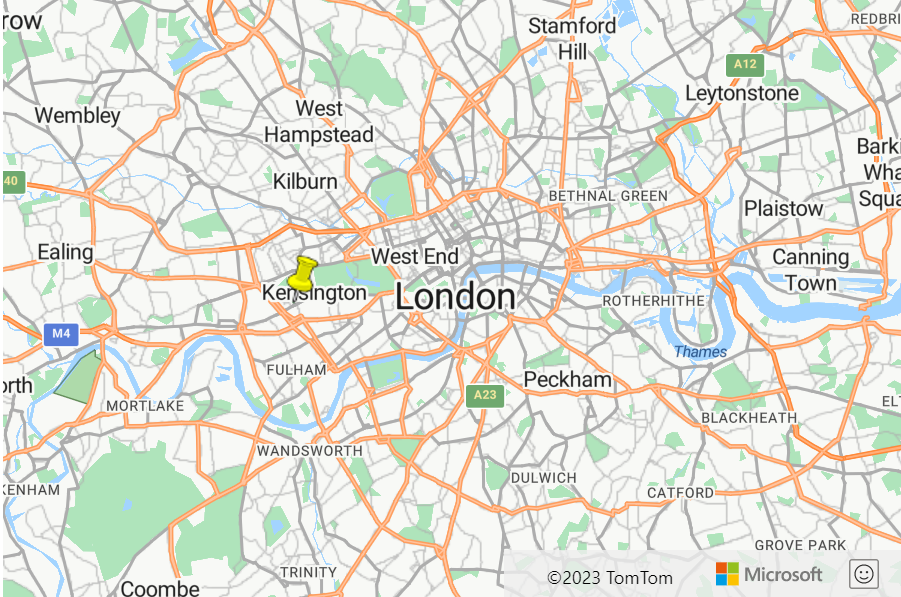 row
Stamford
Hill
REDBRI
A12
Leytonstone
Wembley
West
Hampstead
Barki
Wha
Squa
40
Kilburn
BETHNAL GREEN
Plaistow
Ealing
West End
Canning
Town
Kensington
London
ROTHERHITHE
M4
Thames
orth
FULHAM
Peckham
A23
MORTLAKE
BLACKHEATH
ELT
WANDSWORTH
KENHAM
DULWICH
CATFORD
GROVE PARK
TRINITY
Coombe
©2023 TomTom
Microsoft